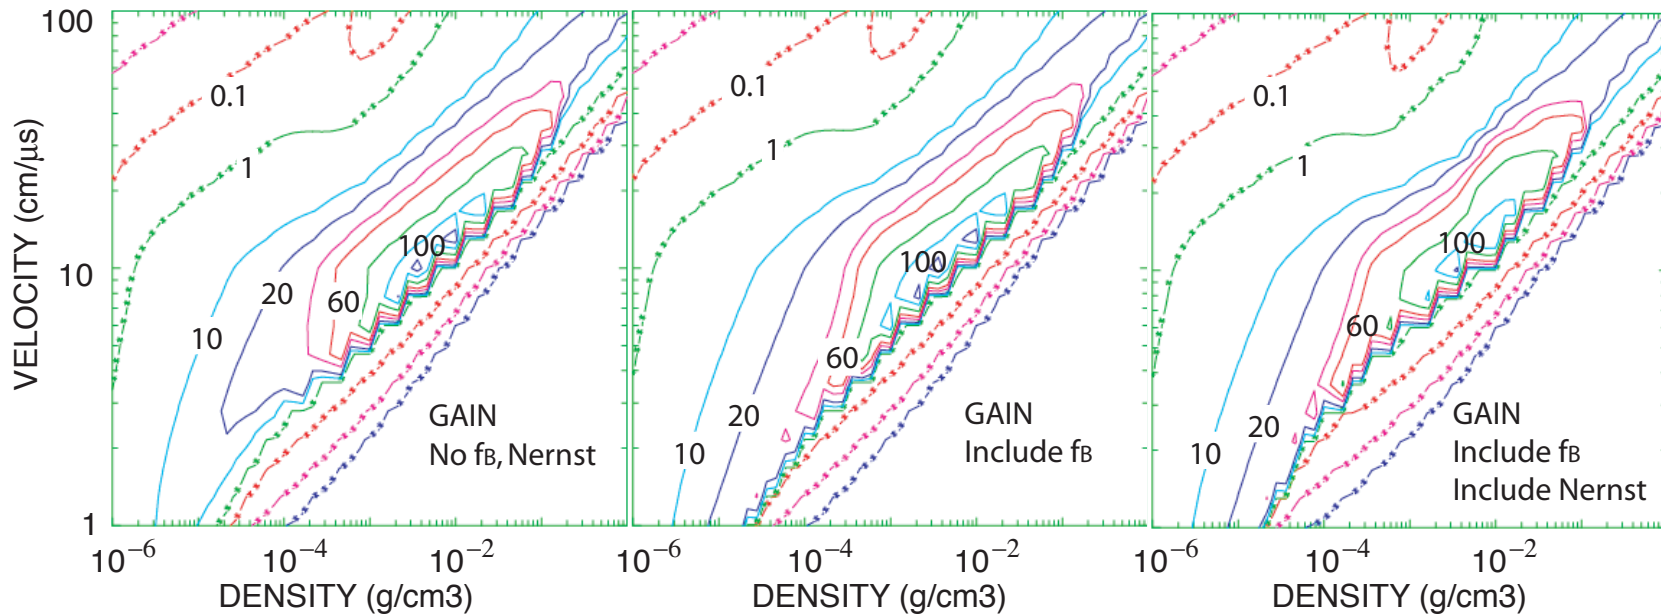 VELOCITY (cm/μs)
100
10
1
0.1
1
100
20
60
10
GAIN
No fB, Nernst
10−6
10−4
10−2
DENSITY (g/cm3)
0.1
1
100
60
20
10
GAIN
Include fB
10−6
10−4
10−2
DENSITY (g/cm3)
0.1
1
100
60
20
10
GAIN
Include fB
Include Nernst
10−6
10−4
10−2
DENSITY (g/cm3)